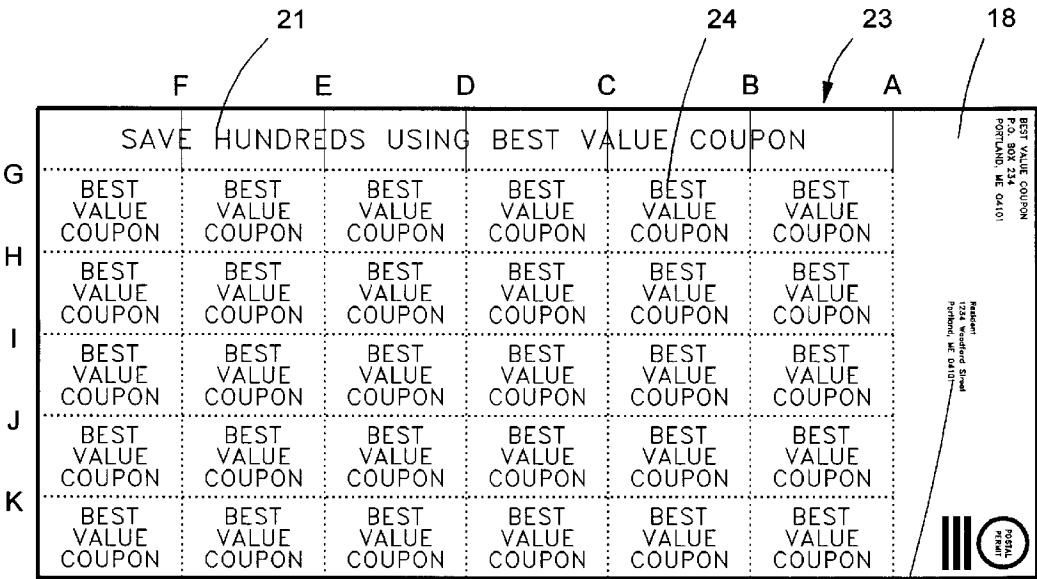 21 24 23 18
F E D C B A
SAVE HUNDREDS USING BEST VALUE COUPON
G
BEST BEST BEST BEST BEST BEST
VALUE VALUE VALUE VALUE VALUE VALUE
COUPON COUPON COUPON COUPON COUPON COUPON
H
BEST BEST BEST BEST BEST BEST
VALUE VALUE VALUE VALUE VALUE VALUE
COUPON COUPON COUPON COUPON COUPON COUPON
I
BEST BEST BEST BEST BEST BEST
VALUE VALUE VALUE VALUE VALUE VALUE
COUPON COUPON COUPON COUPON COUPON COUPON
J
BEST BEST BEST BEST BEST BEST
VALUE VALUE VALUE VALUE VALUE VALUE
COUPON COUPON COUPON COUPON COUPON COUPON
K
BEST BEST BEST BEST BEST BEST
VALUE VALUE VALUE VALUE VALUE VALUE
COUPON COUPON COUPON COUPON COUPON COUPON
BEST VALUE COUPON
P.O. BOX 234
PORTLAND, ME 04101
Resident
1234 Woodford Street
Portland, ME 04101
POSTAL
PERMIT